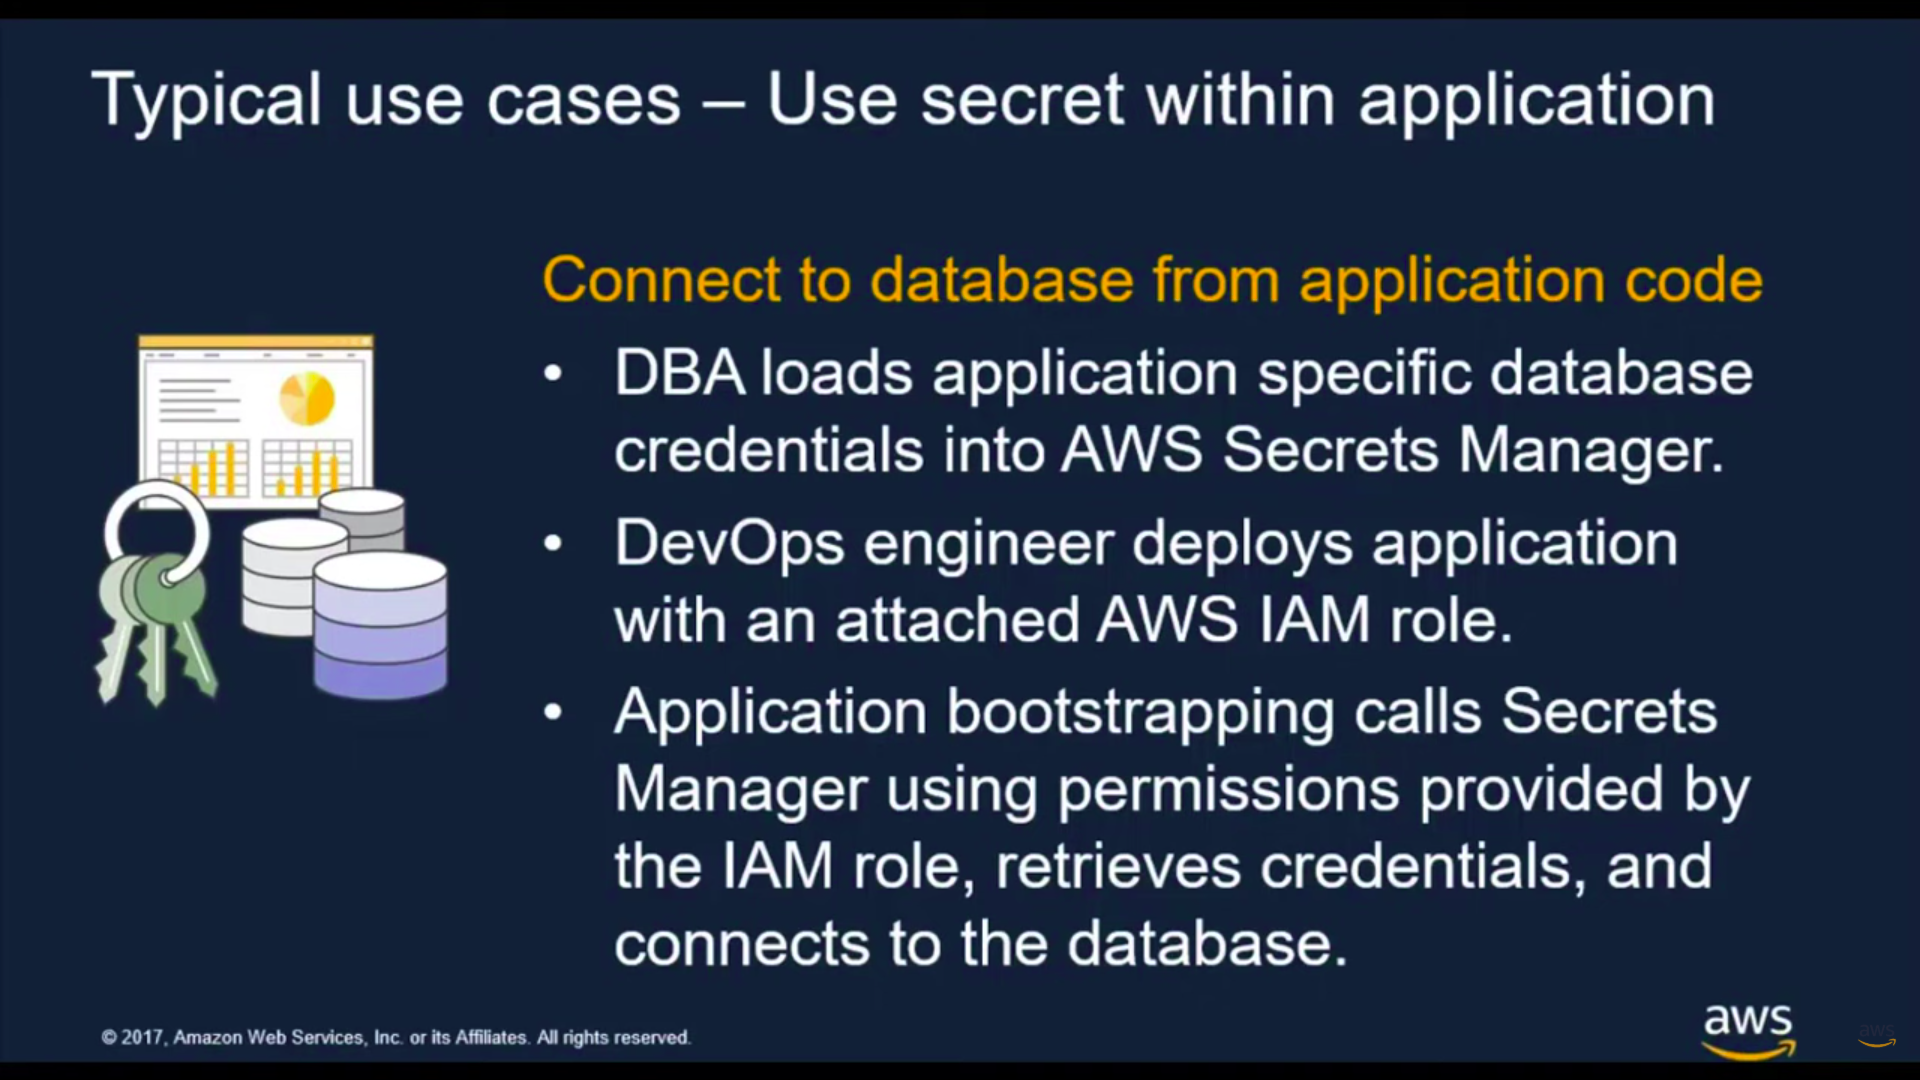 Typical use cases – Use secret within application
Connect to database from application code
• DBA loads application specific database
credentials into AWS Secrets Manager.
• DevOps engineer deploys application
with an attached AWS IAM role.
• Application bootstrapping calls Secrets
Manager using permissions provided by
the IAM role, retrieves credentials, and
connects to the database.
© 2017, Amazon Web Services, Inc. or its Affiliates. All rights reserved.
aws
aws